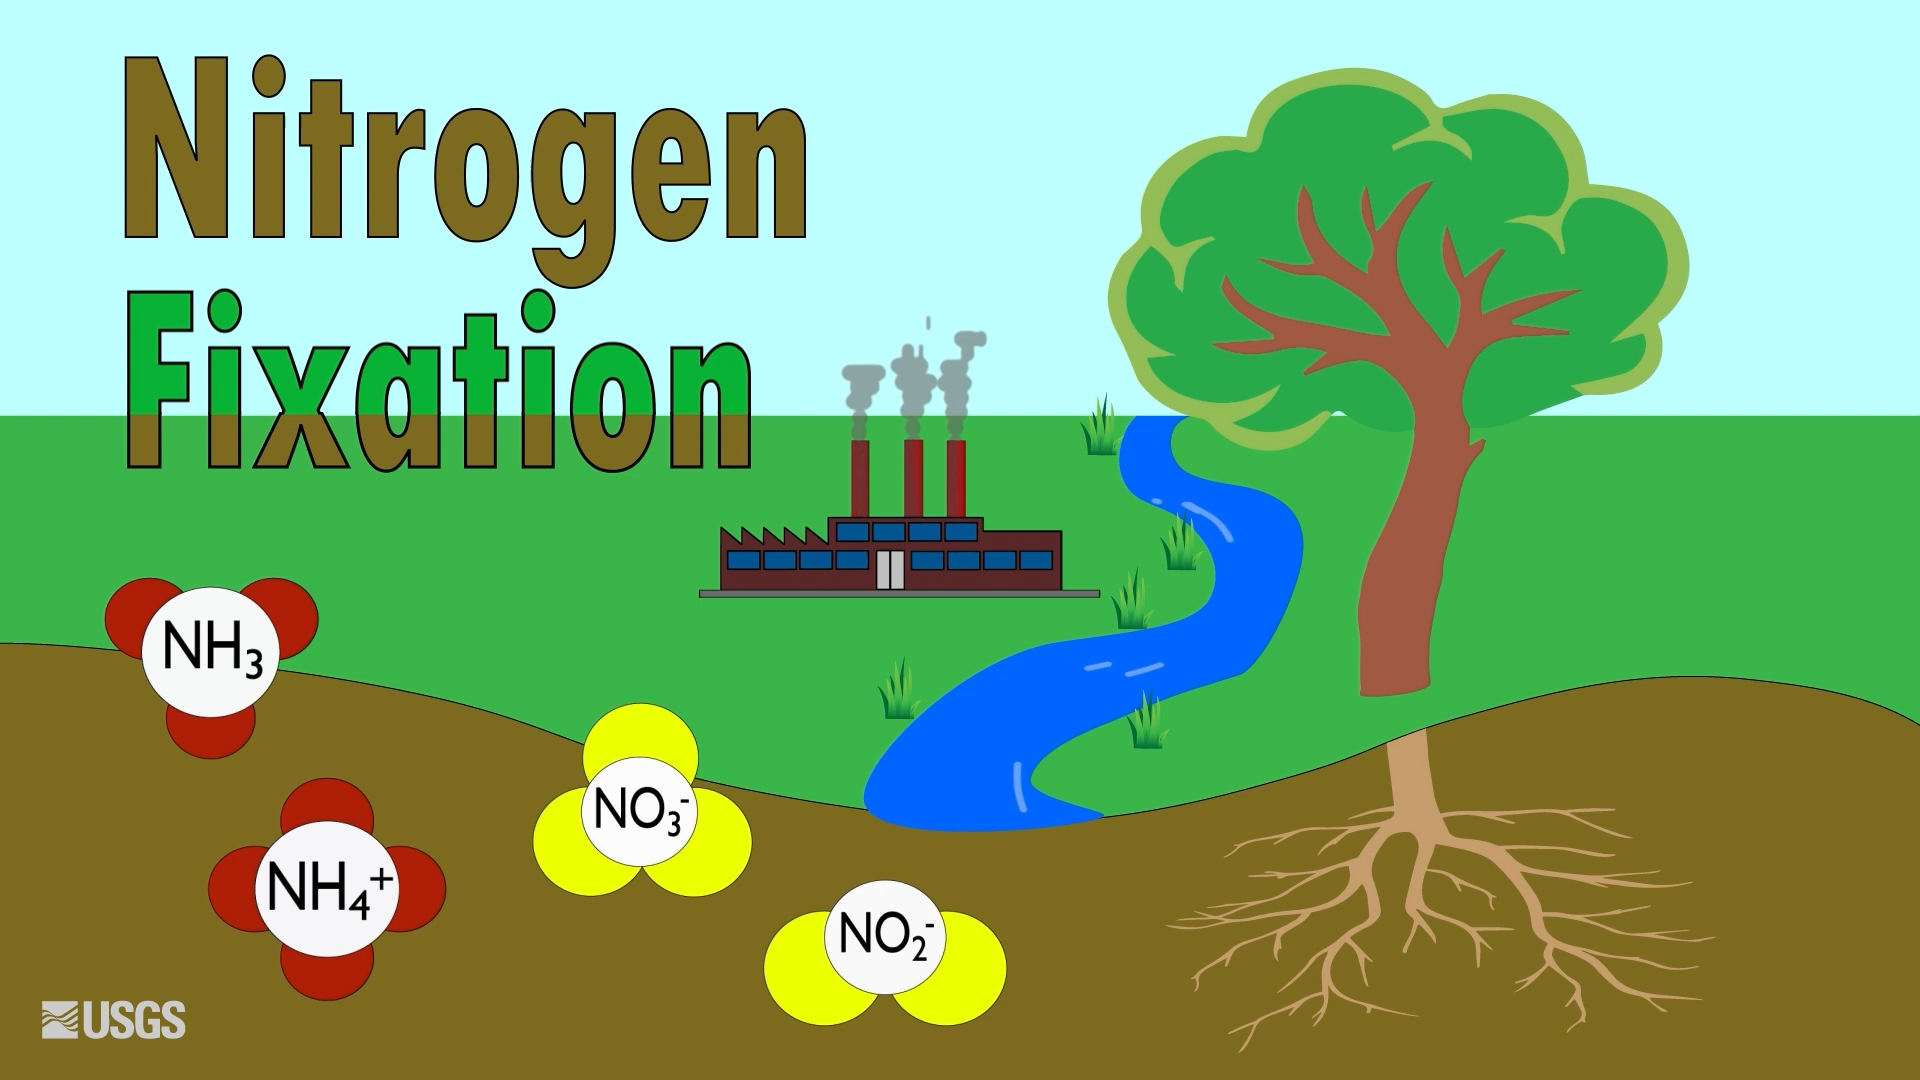 Nitrogen
Fixation
NH₃
NO₃⁻
NH₄⁺
NO₂⁻
USGS